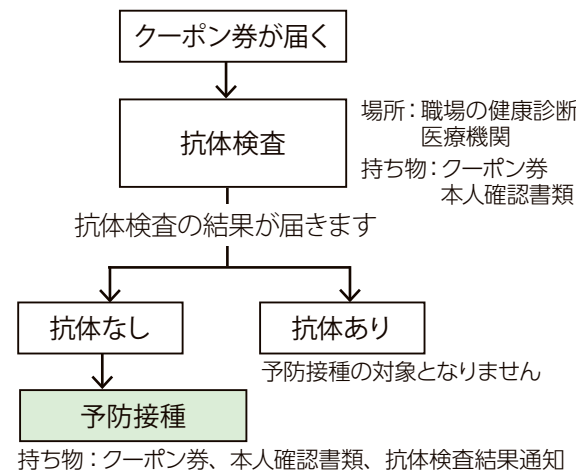 クーポン券が届く
抗体検査
場所：職場の健康診断
医療機関
持ち物：クーポン券
本人確認書類
抗体検査の結果が届きます
抗体なし
抗体あり
予防接種の対象となりません
予防接種
持ち物：クーポン券、本人確認書類、抗体検査結果通知